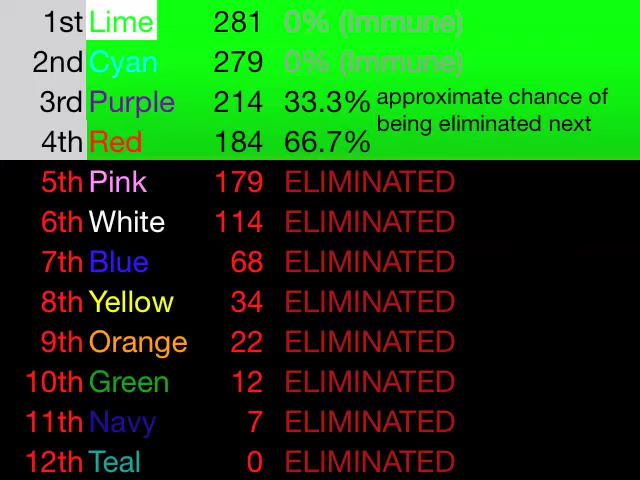 1st Lime 281 0% (Immune)
2nd Cyan 279 0% (Immune)
3rd Purple 214 33.3% approximate chance of
4th Red 184 66.7% being eliminated next
5th Pink 179 ELIMINATED
6th White 114 ELIMINATED
7th Blue 68 ELIMINATED
8th Yellow 34 ELIMINATED
9th Orange 22 ELIMINATED
10th Green 12 ELIMINATED
11th Navy 7 ELIMINATED
12th Teal 0 ELIMINATED